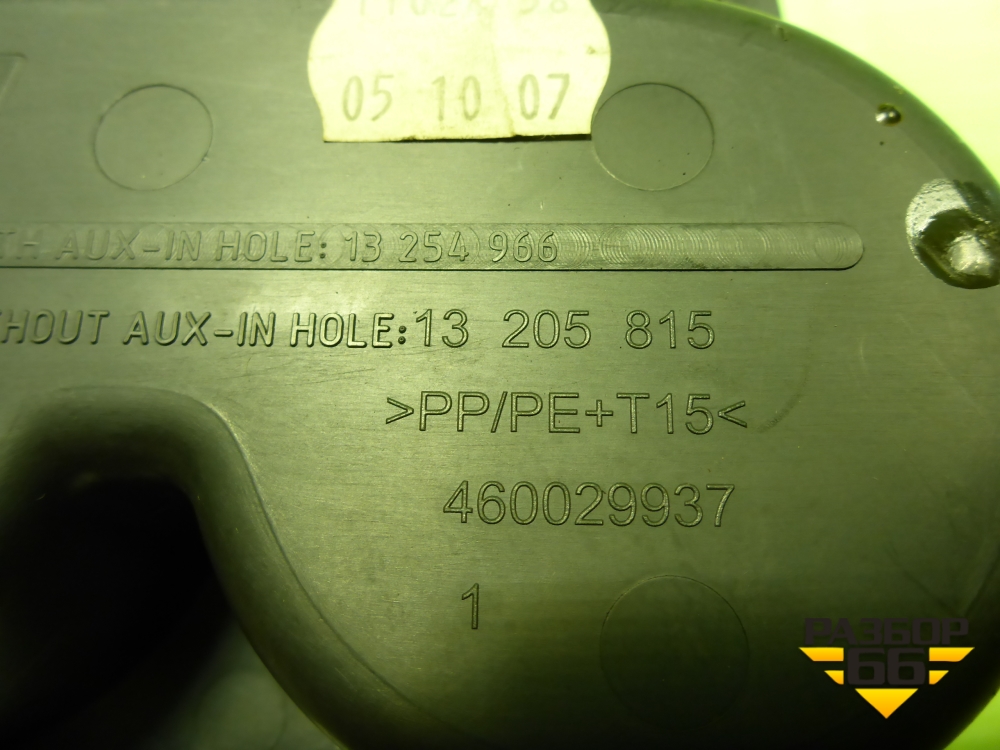 05 10 07
TH AUX-IN HOLE: 13 254 966
HOUT AUX-IN HOLE: 13 205 815
>PP/PE+T15<
460029937
1
РАЗБОР
66